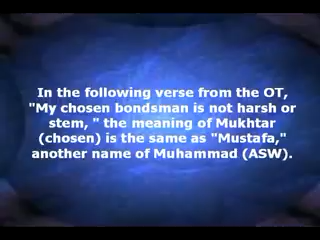 In the following verse from the OT,
"My chosen bondsman is not harsh or
stem, " the meaning of Mukhtar
(chosen) is the same as "Mustafa,"
another name of Muhammad (ASW).